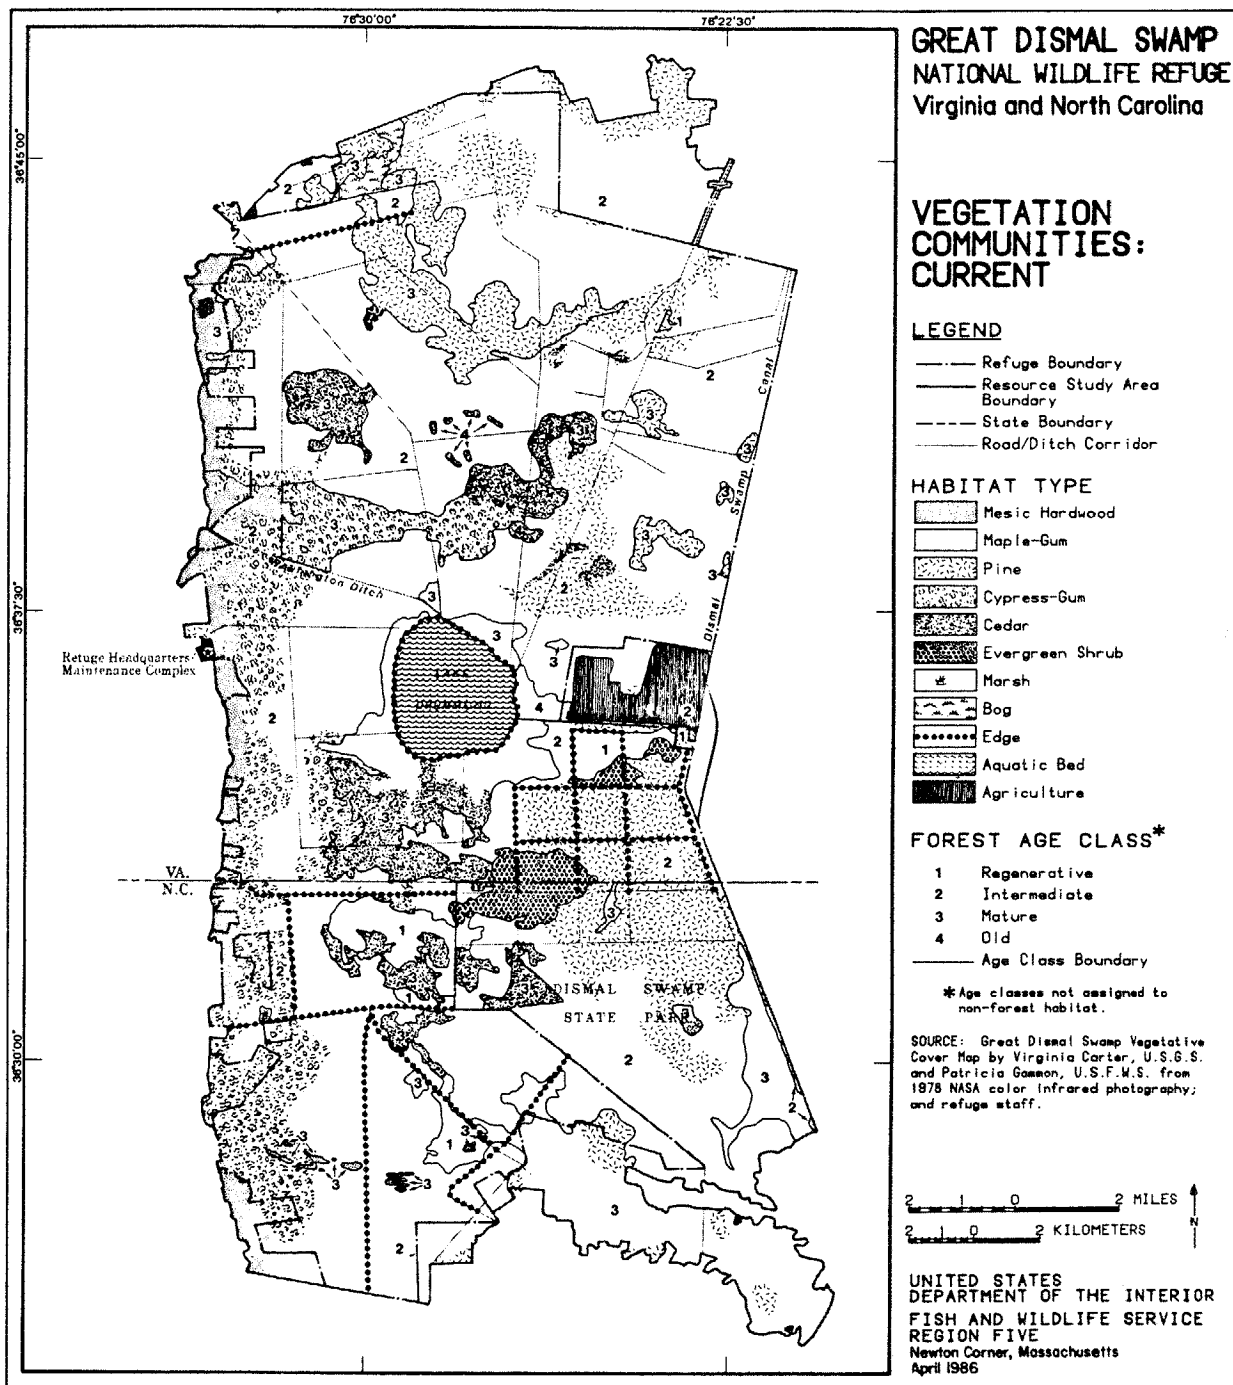 76°30'00"
76°22'30"
GREAT DISMAL SWAMP
NATIONAL WILDLIFE REFUGE
Virginia and North Carolina
36°45'00"
VEGETATION
COMMUNITIES:
CURRENT
LEGEND
Refuge Boundary
Resource Study Area
Boundary
State Boundary
Road/Ditch Corridor
HABITAT TYPE
Mesic Hardwood
Maple-Gum
Pine
Cypress-Gum
Cedar
Evergreen Shrub
Marsh
Bog
Edge
Aquatic Bed
Agriculture
FOREST AGE CLASS*
1 Regenerative
2 Intermediate
3 Mature
4 Old
Age Class Boundary
*Age classes not assigned to
non-forest habitat.
SOURCE: Great Dismal Swamp Vegetative
Cover Map by Virginia Carter, U.S.G.S.
and Patricia Gammon, U.S.F.W.S. from
1978 NASA color infrared photography;
and refuge staff.
2 1 0 2 MILES
2 1 0 2 KILOMETERS
N
UNITED STATES
DEPARTMENT OF THE INTERIOR
FISH AND WILDLIFE SERVICE
REGION FIVE
Newton Corner, Massachusetts
April 1986
Dismal Swamp Canal
Washington Ditch
36°37'30"
Refuge Headquarters
Maintenance Complex
LAKE
DRUMMOND
VA.
N.C.
DISMAL SWAMP
STATE PARK
36°30'00"